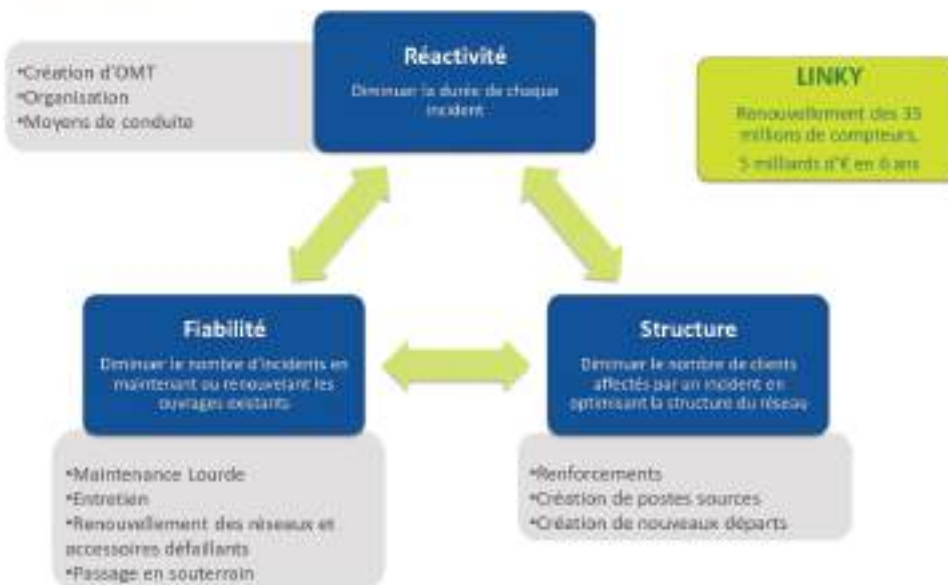 Réactivité
Diminuer la durée de chaque
incident
•Création d'OMT
•Organisation
•Moyens de conduite
LINKY
Renouvellement des 35
millions de compteurs,
5 milliards d'€ en 6 ans
Fiabilité
Diminuer le nombre d'incidents en
maintenant ou renouvelant les
ouvrages existants
•Maintenance Lourde
•Entretien
•Renouvellement des réseaux et
accessoires défaillants
•Passage en souterrain
Structure
Diminuer le nombre de clients
affectés par un incident en
optimisant la structure du réseau
•Renforcements
•Création de postes sources
•Création de nouveaux départs